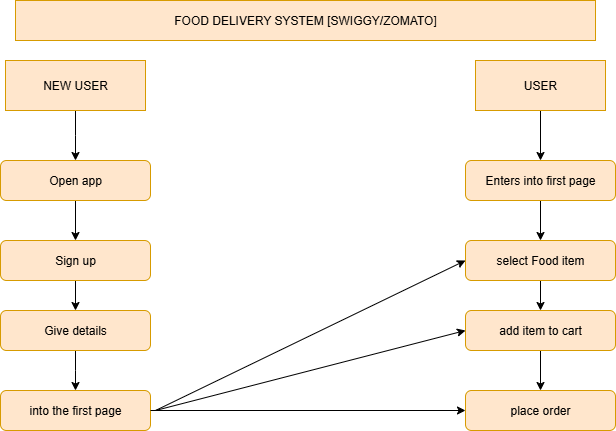 FOOD DELIVERY SYSTEM [SWIGGY/ZOMATO]
NEW USER
USER
Open app
Enters into first page
Sign up
select Food item
Give details
add item to cart
into the first page
place order